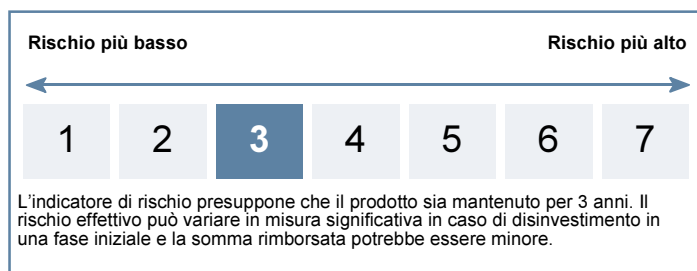 Rischio più basso Rischio più alto
1 2 3 4 5 6 7
L'indicatore di rischio presuppone che il prodotto sia mantenuto per 3 anni. Il
rischio effettivo può variare in misura significativa in caso di disinvestimento in
una fase iniziale e la somma rimborsata potrebbe essere minore.